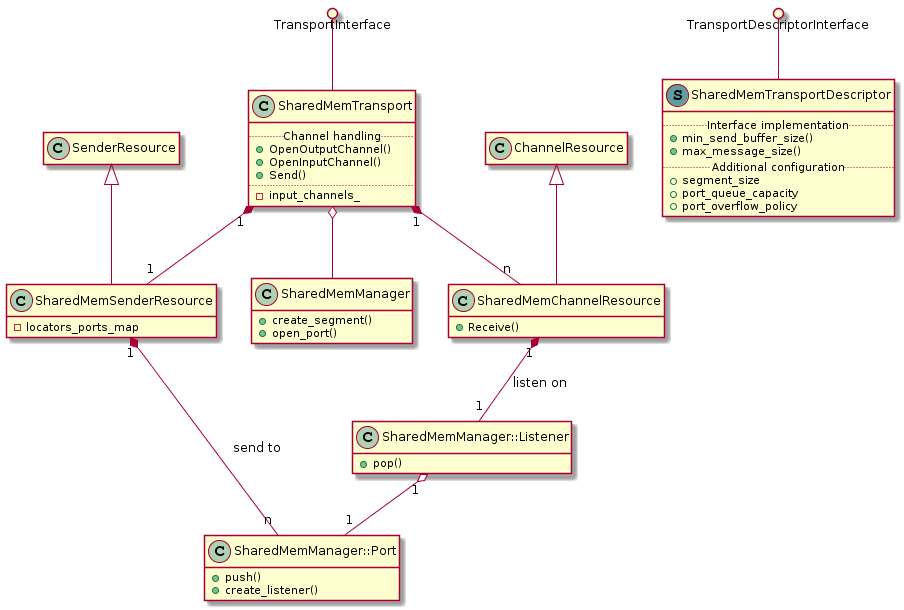 TransportInterface
TransportDescriptorInterface
C SharedMemTransport
Channel handling
OpenOutputChannel()
OpenInputChannel()
Send()
input_channels_
S SharedMemTransportDescriptor
Interface implementation
min_send_buffer_size()
max_message_size()
Additional configuration
segment_size
port_queue_capacity
port_overflow_policy
C SenderResource
C ChannelResource
1
1
1
n
C SharedMemSenderResource
locators_ports_map
C SharedMemManager
create_segment()
open_port()
C SharedMemChannelResource
Receive()
1
1
listen on
1
C SharedMemManager::Listener
pop()
send to
1
n
1
C SharedMemManager::Port
push()
create_listener()